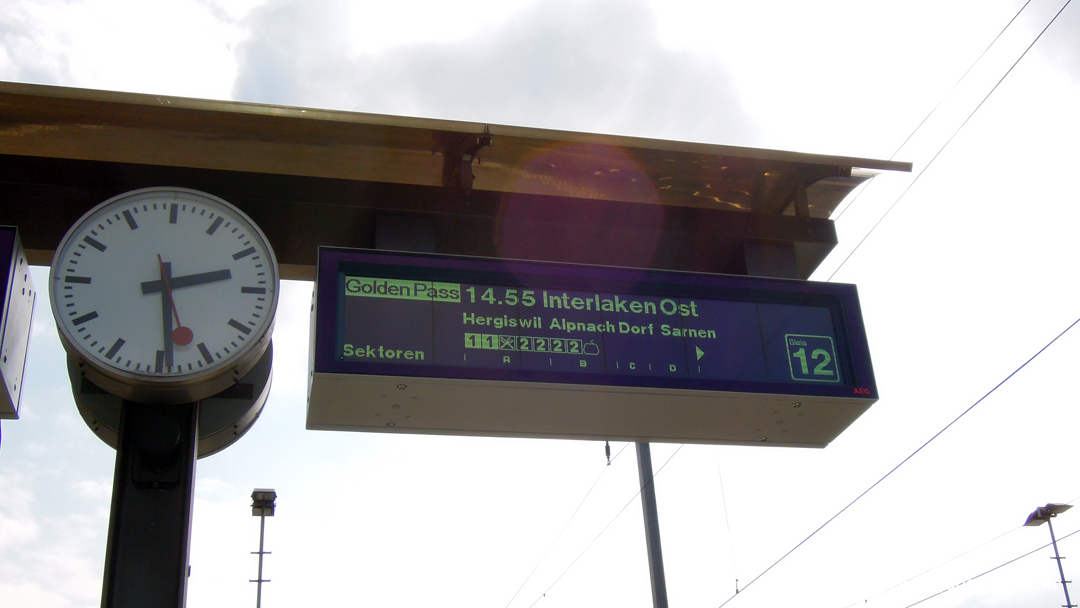 Golden Pass 14.55 Interlaken Ost
Hergiswil Alpnach Dorf Sarnen
1 1 2 2 2 2
Sektoren A B C D
Gleis
12
AEG